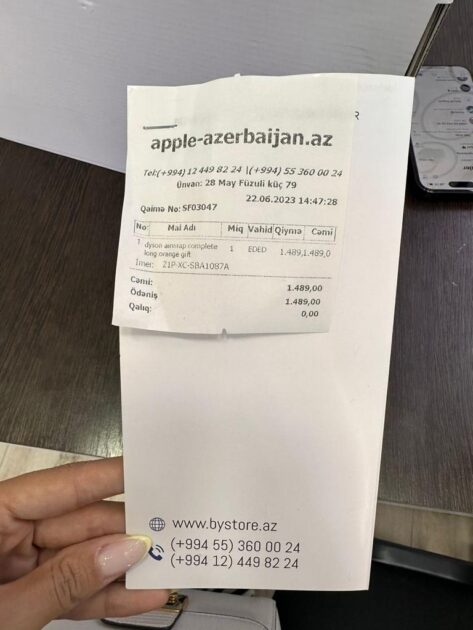 R
apple-azerbaijan.az
Tel:(+994) 12 449 82 24 |(+994) 55 360 00 24
Ünvan: 28 May Füzuli küç 79
22.06.2023 14:47:28
Qaimə No: SF03047
No: Mal Adı Miq Vahid Qiymə Cəmi
1 dyson airwrap complete long orange gift 1 EDED 1.489, 1.489,0
İmer: Z1P-XC-SBA1087A
Cəmi: 1.489,00
Ödəniş 1.489,00
Qalıq: 0,00
www.bystore.az
(+994 55) 360 00 24
(+994 12) 449 82 24